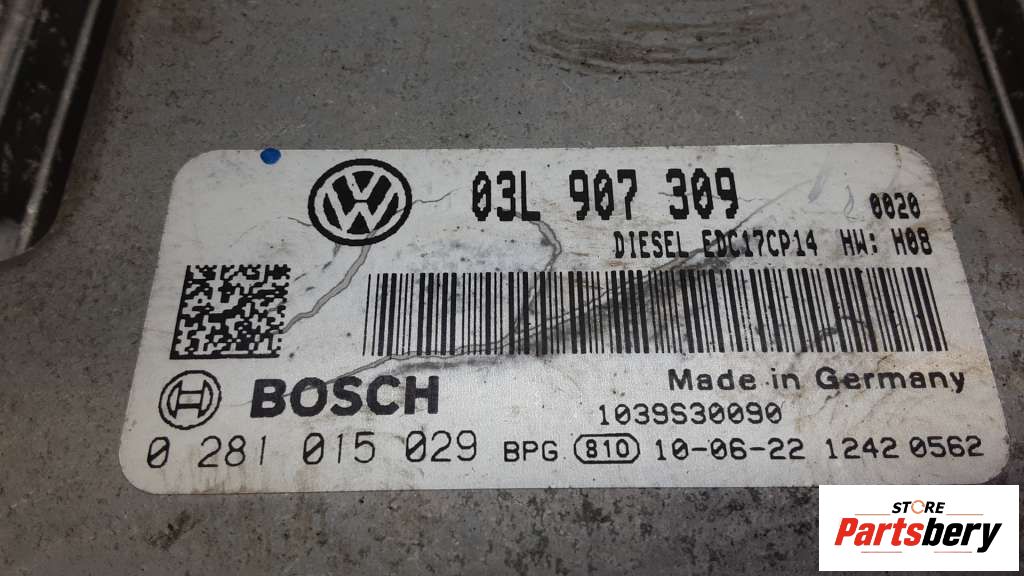 VW
03L 907 309
0020
DIESEL EDC17CP14 HW: H08
BOSCH
Made in Germany
1039S30090
0 281 015 029 BPG 810 10-06-22 1242 0562
STORE
Partsbery